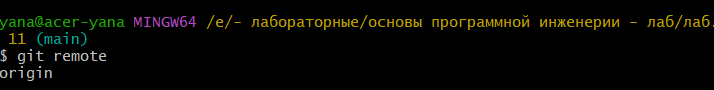 yana@acer-yana MINGW64 /e/- лабораторные/основы программной инженерии - лаб/лаб.
 11 (main)
$ git remote
origin